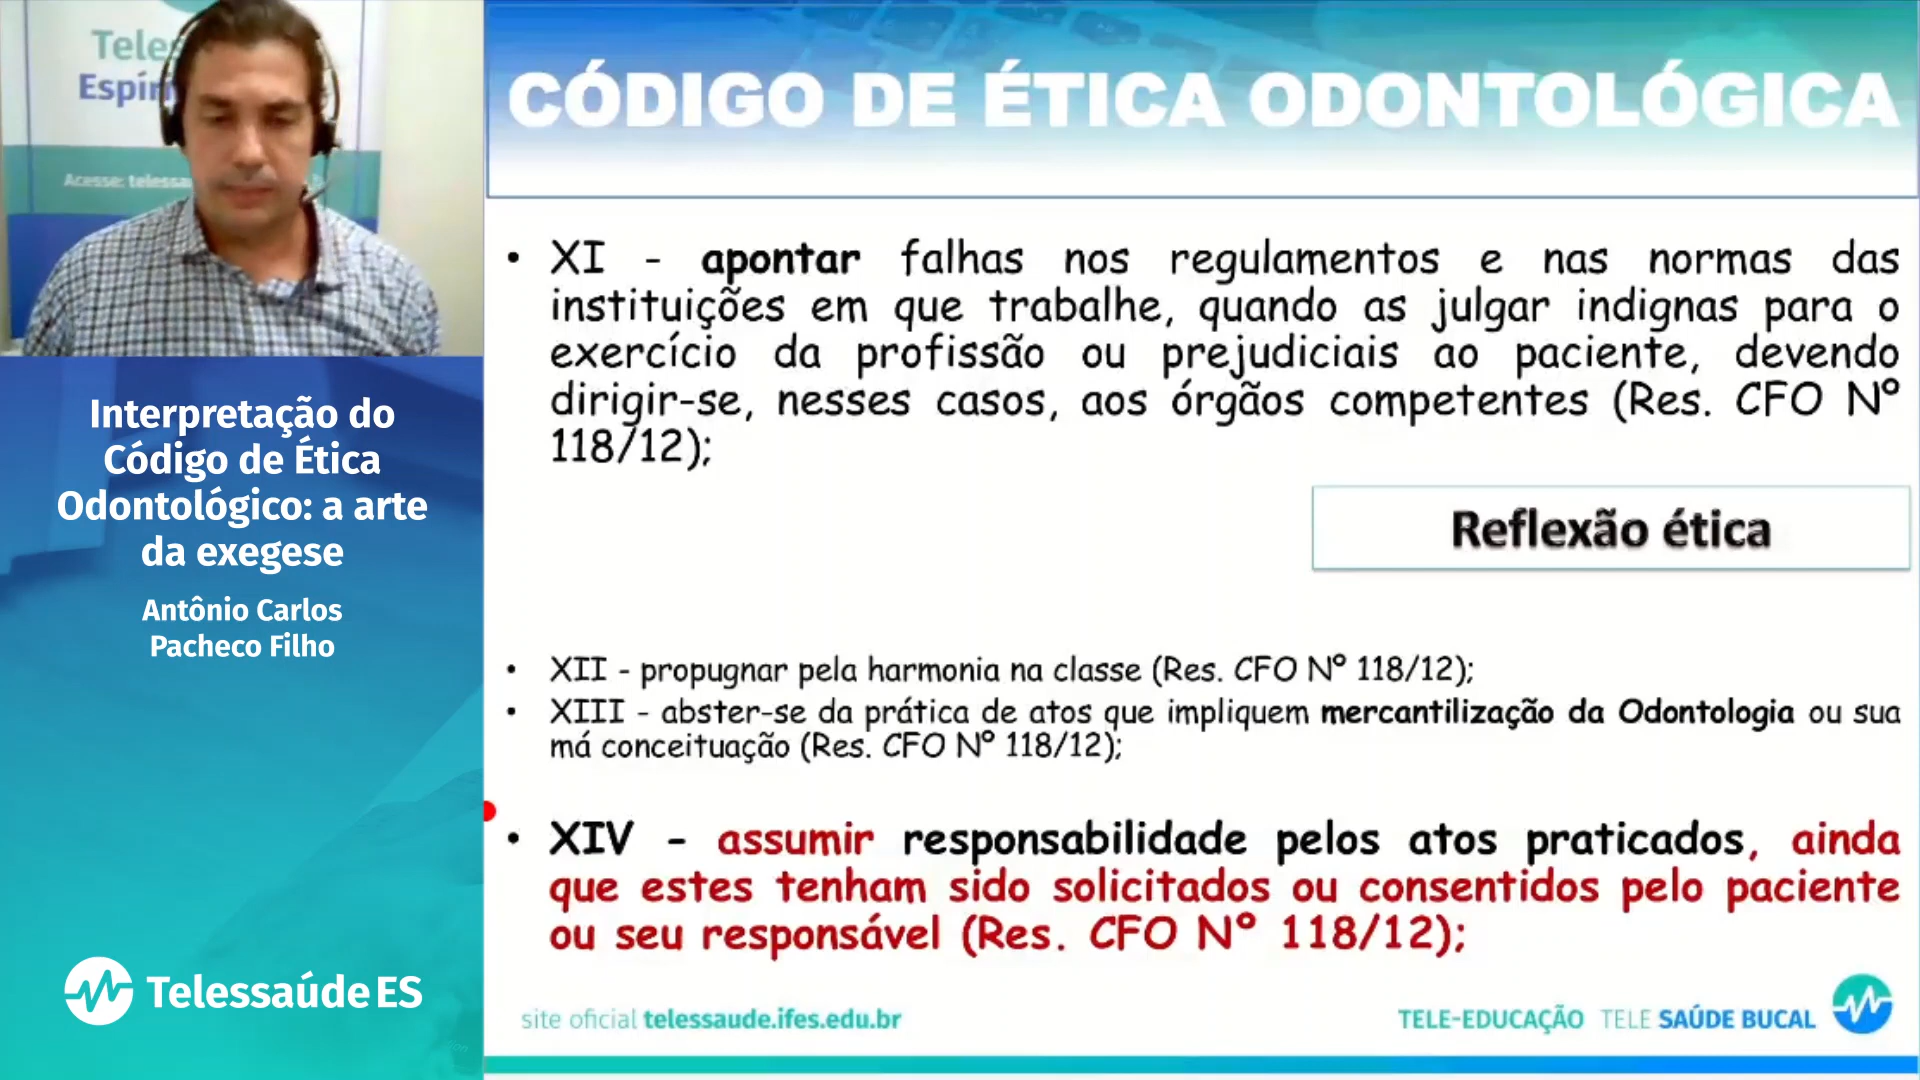 Espír
Acesse: telessa
CÓDIGO DE ÉTICA ODONTOLÓGICA
• XI - apontar falhas nos regulamentos e nas normas das
instituições em que trabalhe, quando as julgar indignas para o
exercício da profissão ou prejudiciais ao paciente, devendo
dirigir-se, nesses casos, aos órgãos competentes (Res. CFO Nº
118/12);
Reflexão ética
• XII - propugnar pela harmonia na classe (Res. CFO Nº 118/12);
• XIII - abster-se da prática de atos que impliquem mercantilização da Odontologia ou sua
má conceituação (Res. CFO Nº 118/12);
• XIV - assumir responsabilidade pelos atos praticados, ainda
que estes tenham sido solicitados ou consentidos pelo paciente
ou seu responsável (Res. CFO Nº 118/12);
Interpretação do
Código de Ética
Odontológico: a arte
da exegese
Antônio Carlos
Pacheco Filho
Telessaúde ES
site oficial telessaude.ifes.edu.br
TELE-EDUCAÇÃO TELE SAÚDE BUCAL